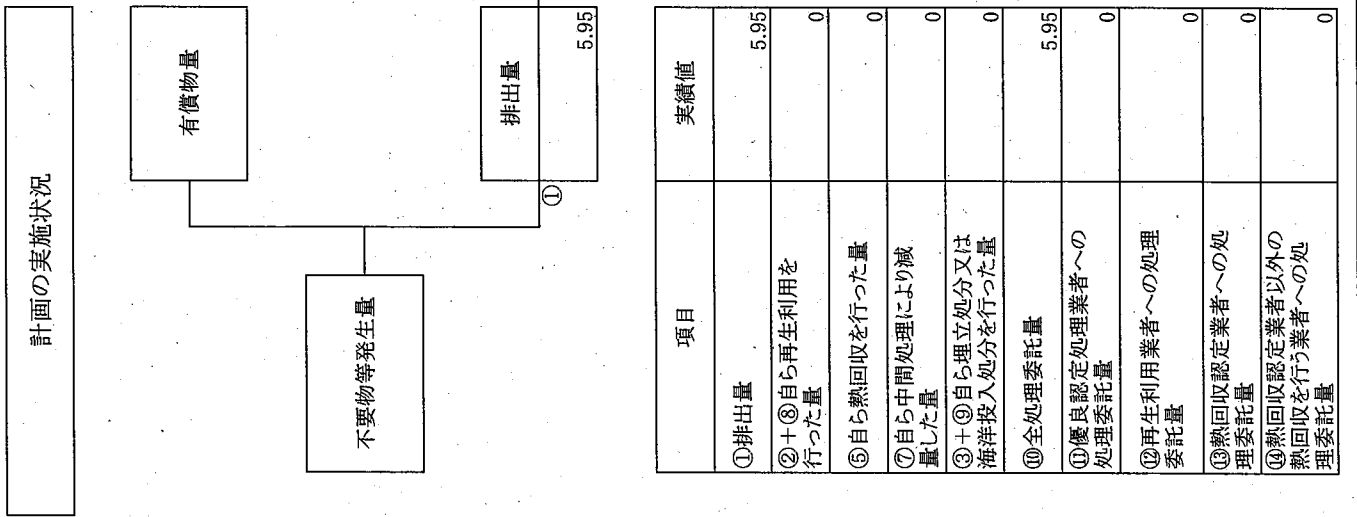 計画の実施状況
有償物量
不要物等発生量
排出量
5.95
①
項目
実績値
①排出量
5.95
②+⑧自ら再生利用を
行った量
0
⑤自ら熱回収を行った量
0
⑦自ら中間処理により減
量した量
0
③+⑨自ら埋立処分又は
海洋投入処分を行った量
0
⑩全処理委託量
5.95
⑪優良認定処理業者への
処理委託量
0
⑫再生利用業者への処理
委託量
0
⑬熱回収認定業者への処
理委託量
0
⑭熱回収認定業者以外の
熱回収を行う業者への処
理委託量
0